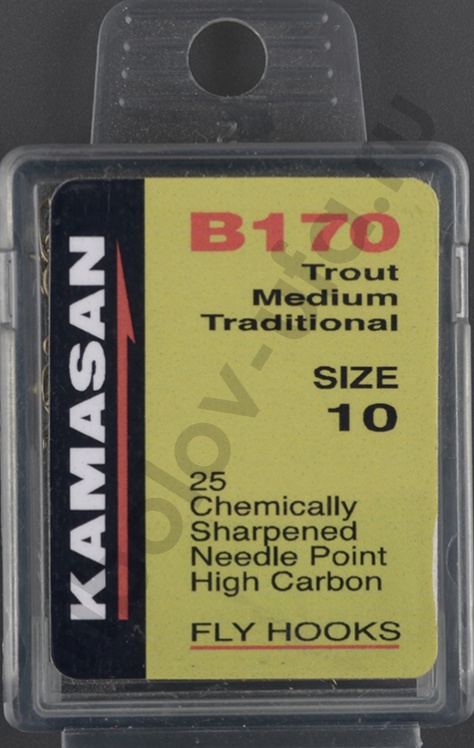 KAMASAN
B170
Trout
Medium
Traditional
SIZE
10
25
Chemically
Sharpened
Needle Point
High Carbon
FLY HOOKS